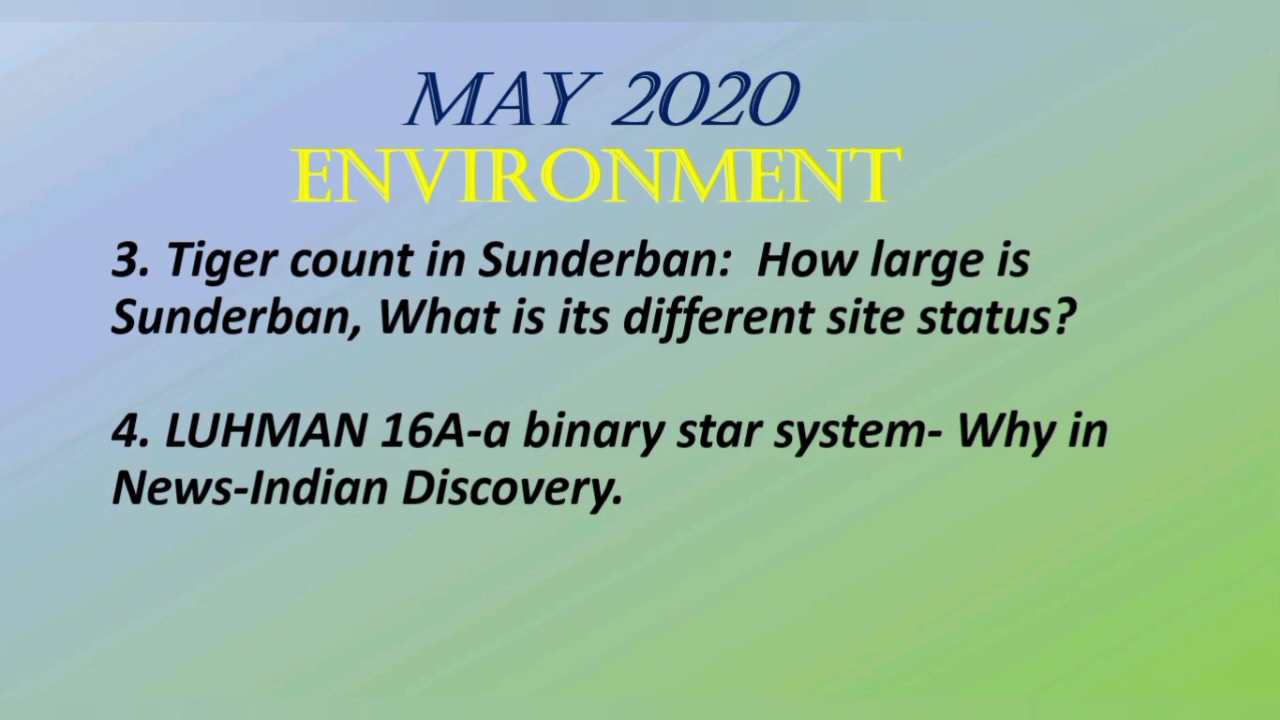 MAY 2020
ENVIRONMENT
3. Tiger count in Sunderban: How large is
Sunderban, What is its different site status?
4. LUHMAN 16A-a binary star system- Why in
News-Indian Discovery.